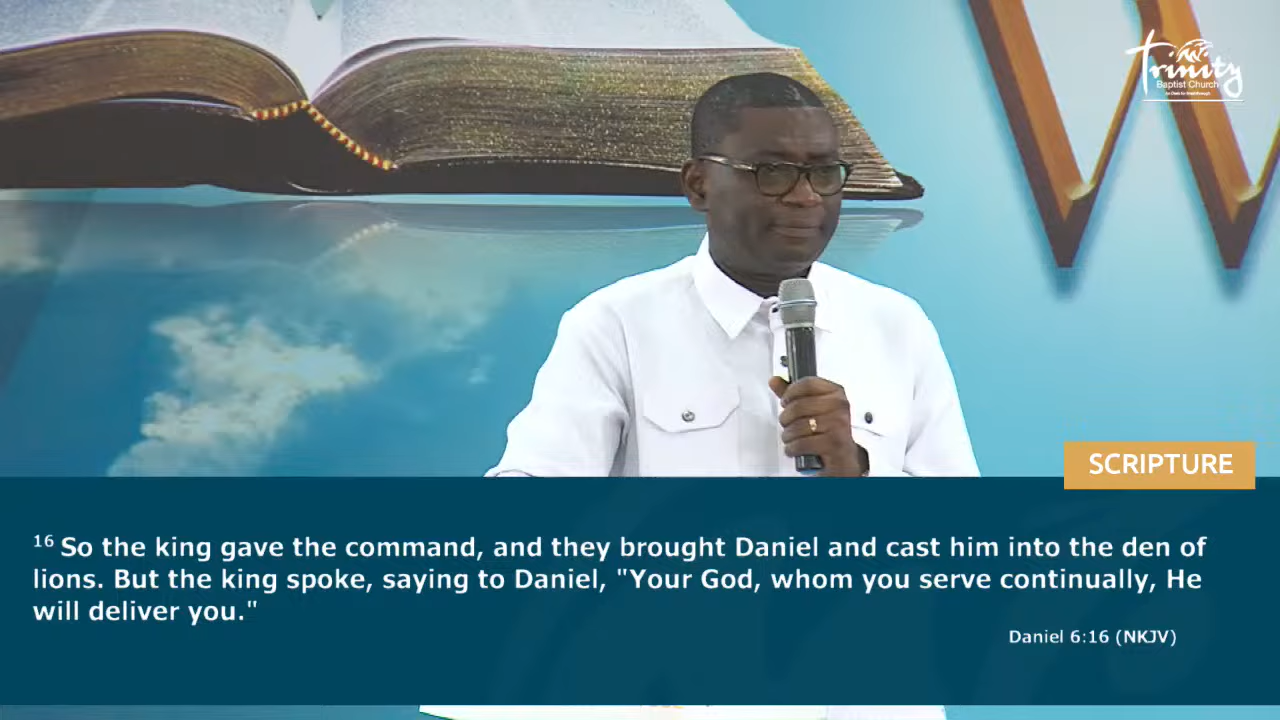 Trinity
Baptist Church
W
SCRIPTURE
16 So the king gave the command, and they brought Daniel and cast him into the den of
lions. But the king spoke, saying to Daniel, "Your God, whom you serve continually, He
will deliver you."
Daniel 6:16 (NKJV)